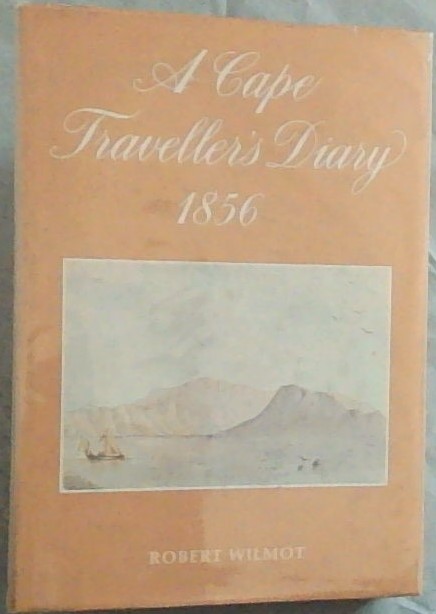 A Cape
Traveller's Diary
1856
ROBERT WILMOT